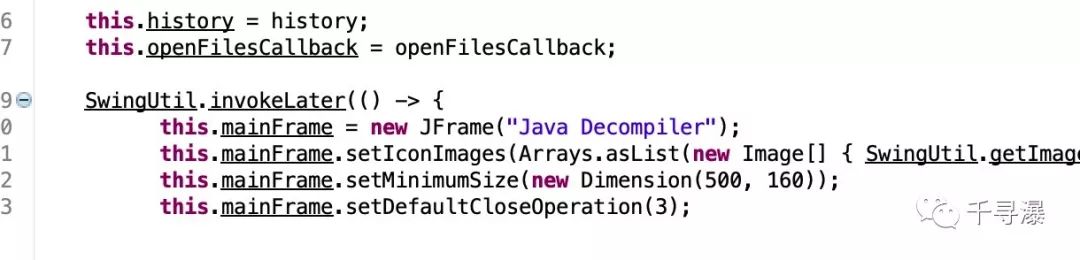 6 this.history = history;
7 this.openFilesCallback = openFilesCallback;
9 SwingUtil.invokeLater(() -> {
0 this.mainFrame = new JFrame("Java Decompiler");
1 this.mainFrame.setIconImages(Arrays.asList(new Image[] { SwingUtil.getImag
2 this.mainFrame.setMinimumSize(new Dimension(500, 160));
3 this.mainFrame.setDefaultCloseOperation(3);
千寻瀑